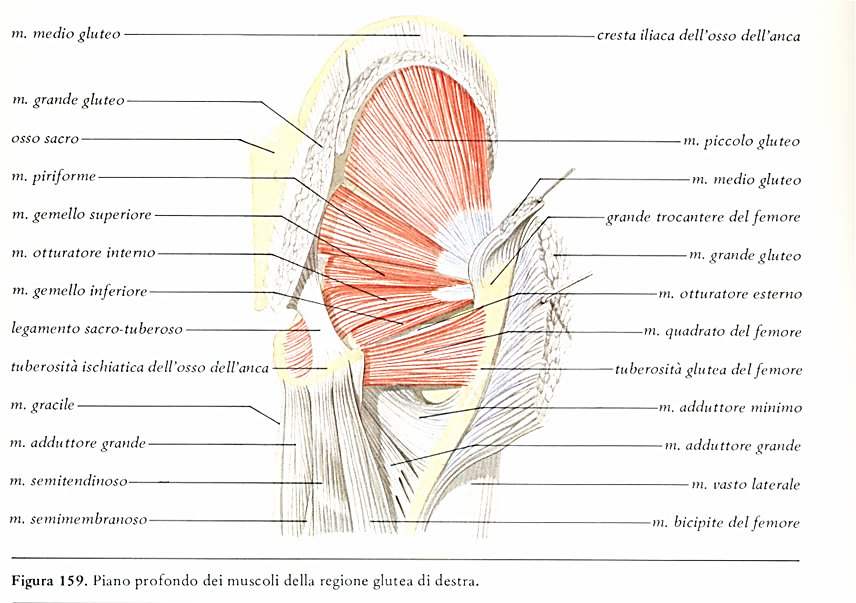 m. medio gluteo
cresta iliaca dell'osso dell'anca
m. grande gluteo
osso sacro
m. piccolo gluteo
m. piriforme
m. medio gluteo
m. gemello superiore
grande trocantere del femore
m. otturatore interno
m. grande gluteo
m. gemello inferiore
m. otturatore esterno
legamento sacro-tuberoso
m. quadrato del femore
tuberosità ischiatica dell'osso dell'anca
tuberosità glutea del femore
m. gracile
m. adduttore minimo
m. adduttore grande
m. adduttore grande
m. semitendinoso
m. vasto laterale
m. semimembranoso
m. bicipite del femore
Figura 159. Piano profondo dei muscoli della regione glutea di destra.